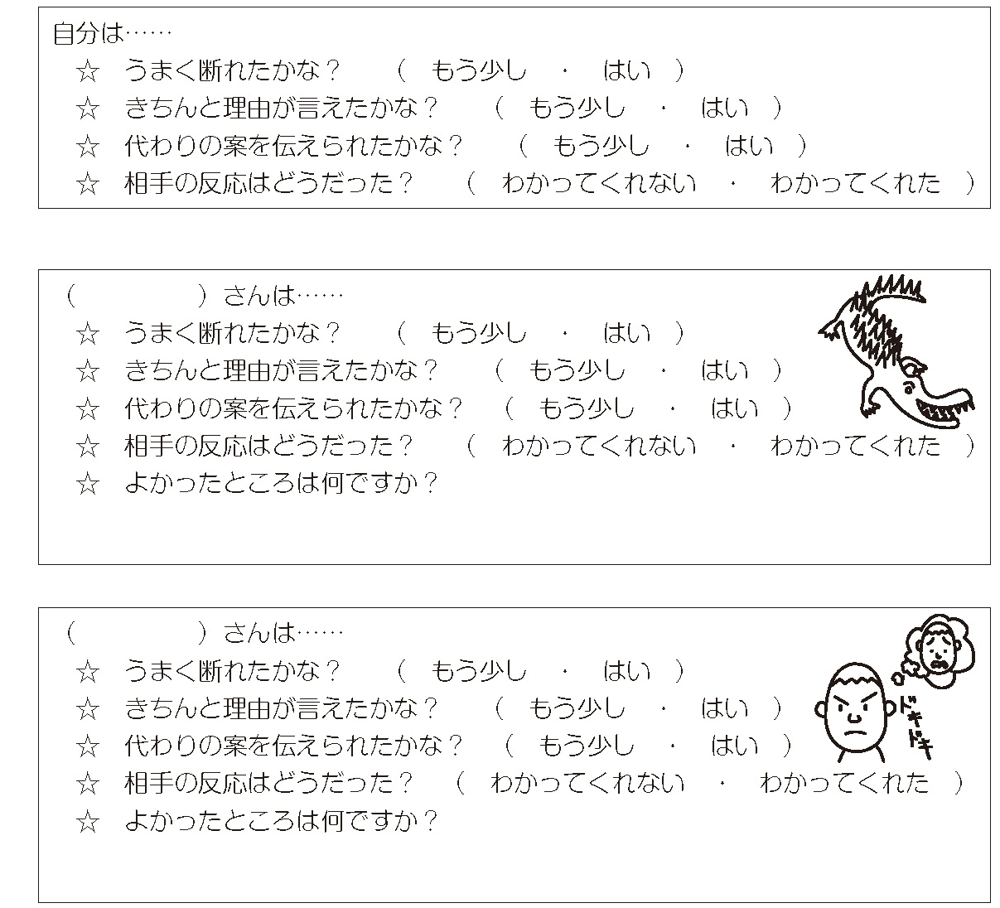 自分は……
☆　うまく断れたかな？　　（　もう少し　・　はい　）
☆　きちんと理由が言えたかな？　　（　もう少し　・　はい　）
☆　代わりの案を伝えられたかな？　　（　もう少し　・　はい　）
☆　相手の反応はどうだった？　　（　わかってくれない　・　わかってくれた　）
（　　　　　）さんは……
☆　うまく断れたかな？　　（　もう少し　・　はい　）
☆　きちんと理由が言えたかな？　　（　もう少し　・　はい　）
☆　代わりの案を伝えられたかな？　（　もう少し　・　はい　）
☆　相手の反応はどうだった？　　（　わかってくれない　・　わかってくれた　）
☆　よかったところは何ですか？
（　　　　　）さんは……
☆　うまく断れたかな？　　（　もう少し　・　はい　）
☆　きちんと理由が言えたかな？　　（　もう少し　・　はい　）
☆　代わりの案を伝えられたかな？　（　もう少し　・　はい　）
☆　相手の反応はどうだった？　（　わかってくれない　・　わかってくれた　）
☆　よかったところは何ですか？
ドキドキ